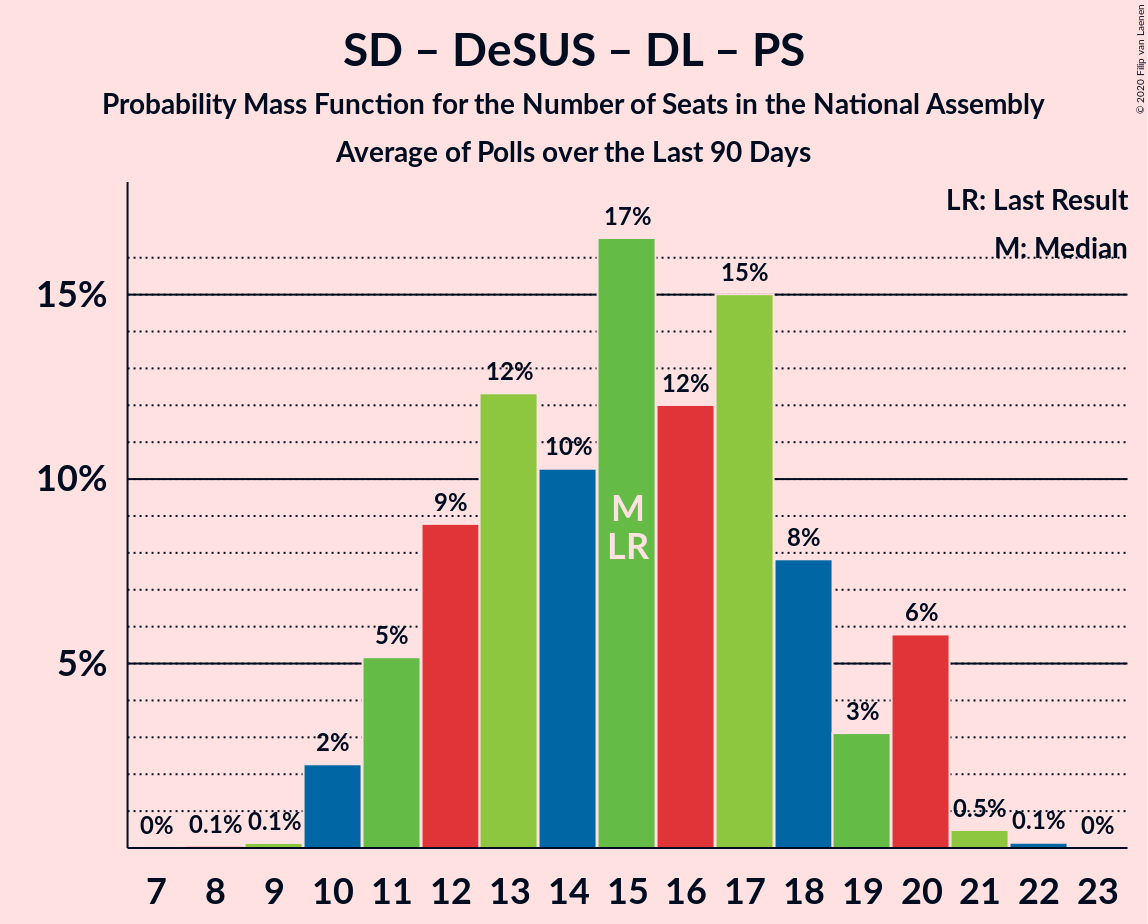 SD – DeSUS – DL – PS
Probability Mass Function for the Number of Seats in the National Assembly
Average of Polls over the Last 90 Days
© 2020 Filip van Laenen
LR: Last Result
M: Median
15%
10%
5%
0%
0.1%
0.1%
2%
5%
9%
12%
10%
17%
12%
15%
8%
3%
6%
0.5%
0.1%
0%
M
LR
7 8 9 10 11 12 13 14 15 16 17 18 19 20 21 22 23